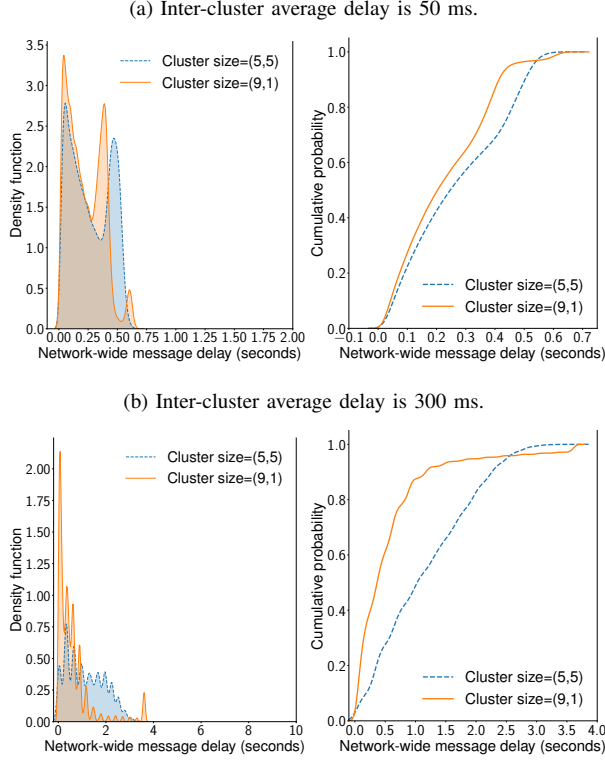 (a) Inter-cluster average delay is 50 ms.
3.5
3.0
2.5
2.0
1.5
1.0
0.5
0.0
Density function
Cluster size=(5,5)
Cluster size=(9,1)
0.00 0.25 0.50 0.75 1.00 1.25 1.50 1.75 2.00
Network-wide message delay (seconds)
1.0
0.8
0.6
0.4
0.2
0.0
Cumulative probability
Cluster size=(5,5)
Cluster size=(9,1)
−0.1 0.0 0.1 0.2 0.3 0.4 0.5 0.6 0.7
Network-wide message delay (seconds)
(b) Inter-cluster average delay is 300 ms.
2.00
1.75
1.50
1.25
1.00
0.75
0.50
0.25
0.00
Density function
Cluster size=(5,5)
Cluster size=(9,1)
0 2 4 6 8 10
Network-wide message delay (seconds)
1.0
0.8
0.6
0.4
0.2
0.0
Cumulative probability
Cluster size=(5,5)
Cluster size=(9,1)
0.0 0.5 1.0 1.5 2.0 2.5 3.0 3.5 4.0
Network-wide message delay (seconds)